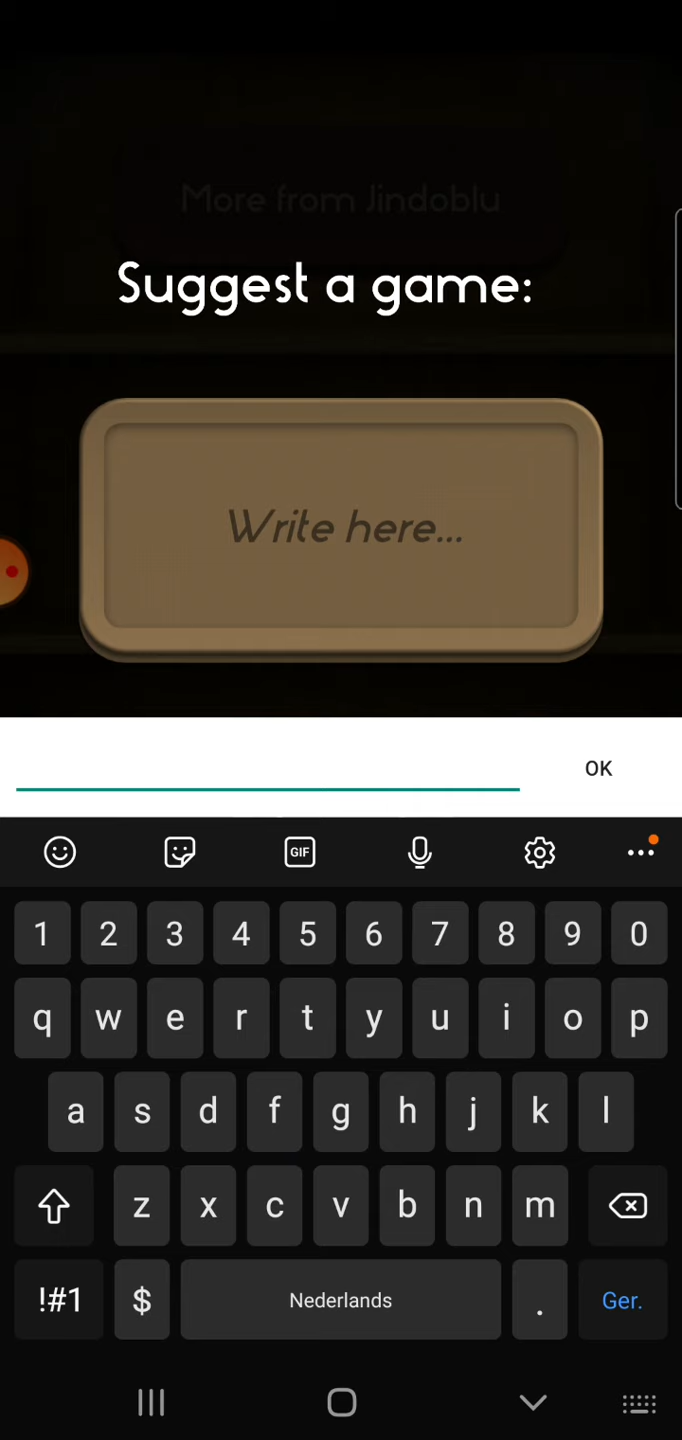 More from Jindoblu
Suggest a game:
Write here...
OK
GIF
1 2 3 4 5 6 7 8 9 0
q w e r t y u i o p
a s d f g h j k l
z x c v b n m
!#1 $ Nederlands . Ger.